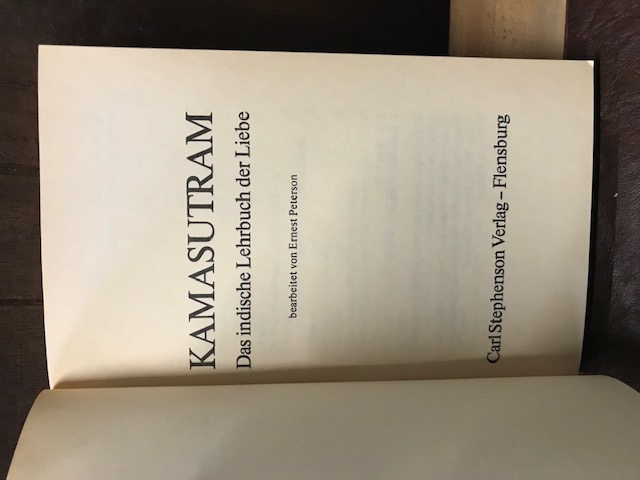 KAMASUTRAM
Das indische Lehrbuch der Liebe
bearbeitet von Ernest Peterson
Carl Stephenson Verlag – Flensburg